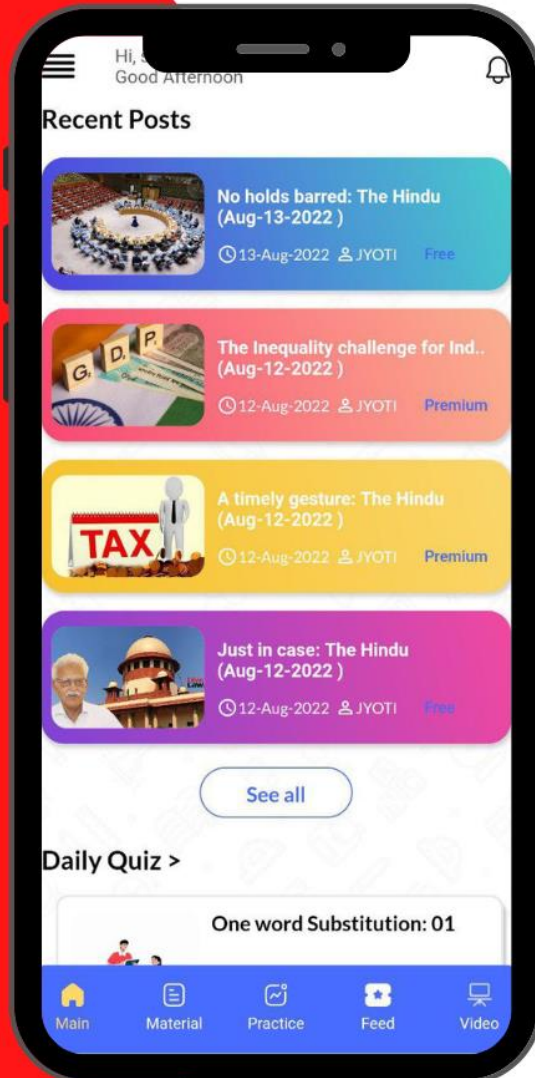 Hi,
Good Afternoon
Recent Posts
No holds barred: The Hindu
(Aug-13-2022 )
13-Aug-2022 JYOTI Free
G D P
The Inequality challenge for Ind..
(Aug-12-2022 )
12-Aug-2022 JYOTI Premium
TAX
A timely gesture: The Hindu
(Aug-12-2022 )
12-Aug-2022 JYOTI Premium
Just in case: The Hindu
(Aug-12-2022 )
12-Aug-2022 JYOTI Free
See all
Daily Quiz >
One word Substitution: 01
Main Material Practice Feed Video